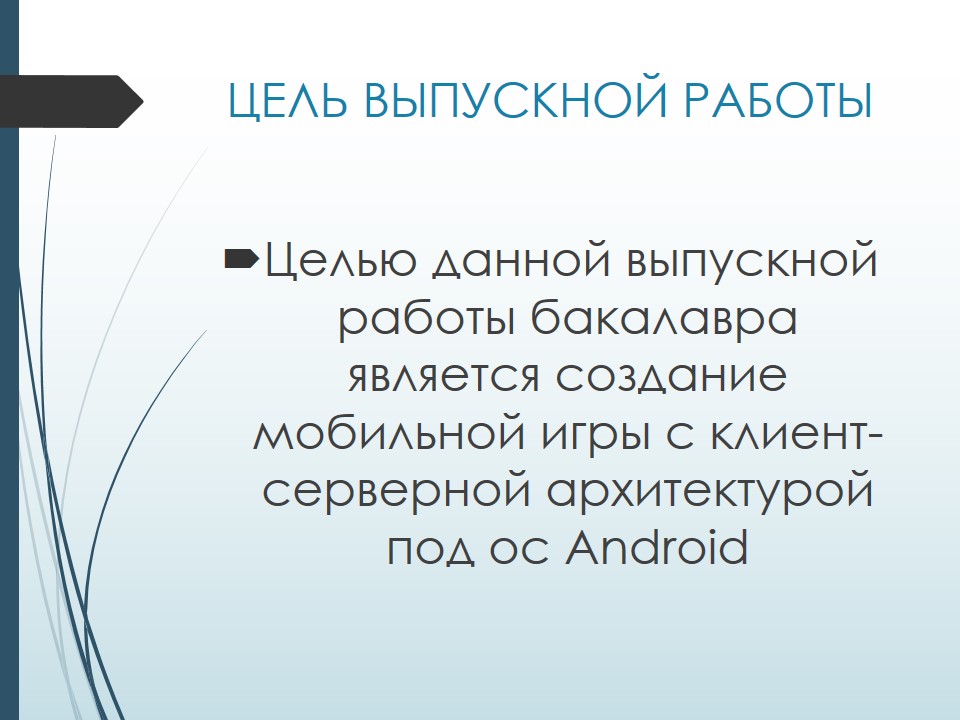 ЦЕЛЬ ВЫПУСКНОЙ РАБОТЫ
Целью данной выпускной
работы бакалавра
является создание
мобильной игры с клиент-
серверной архитектурой
под ос Android